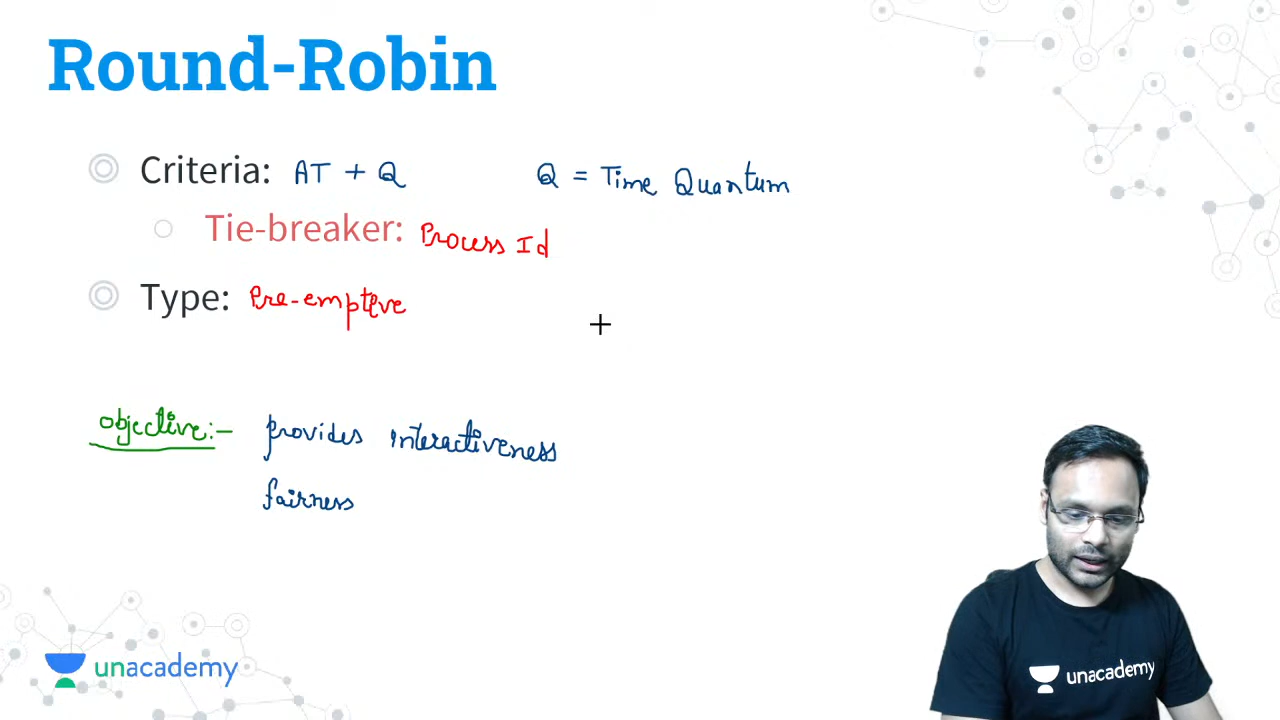 Round-Robin
Criteria: AT + Q Q = Time Quantum
Tie-breaker: Process Id
Type: Pre-emptive
objective:- provides interactiveness
fairness
unacademy
unacademy